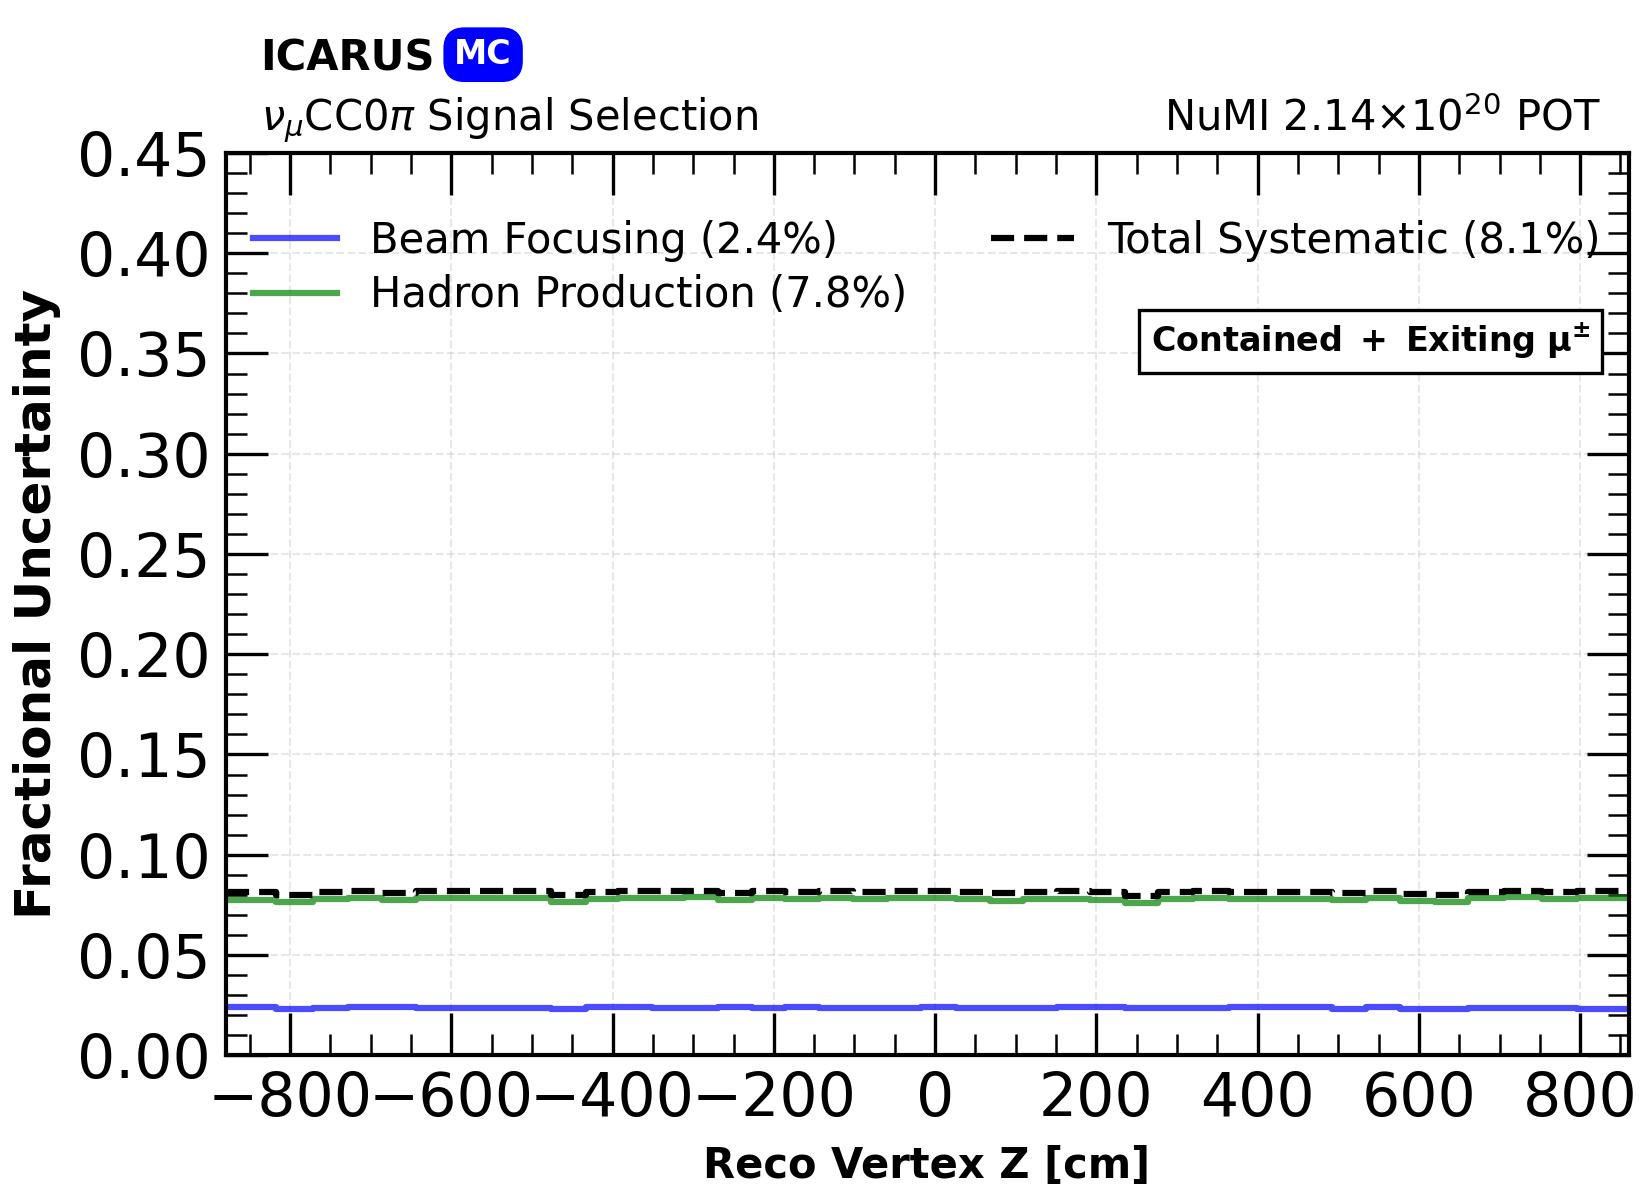 ICARUS MC
νμCC0π Signal Selection
NuMI 2.14×10²⁰ POT
0.45
0.40
0.35
0.30
0.25
0.20
0.15
0.10
0.05
0.00
Fractional Uncertainty
Beam Focusing (2.4%)
Hadron Production (7.8%)
Total Systematic (8.1%)
Contained + Exiting μ±
−800 −600 −400 −200 0 200 400 600 800
Reco Vertex Z [cm]